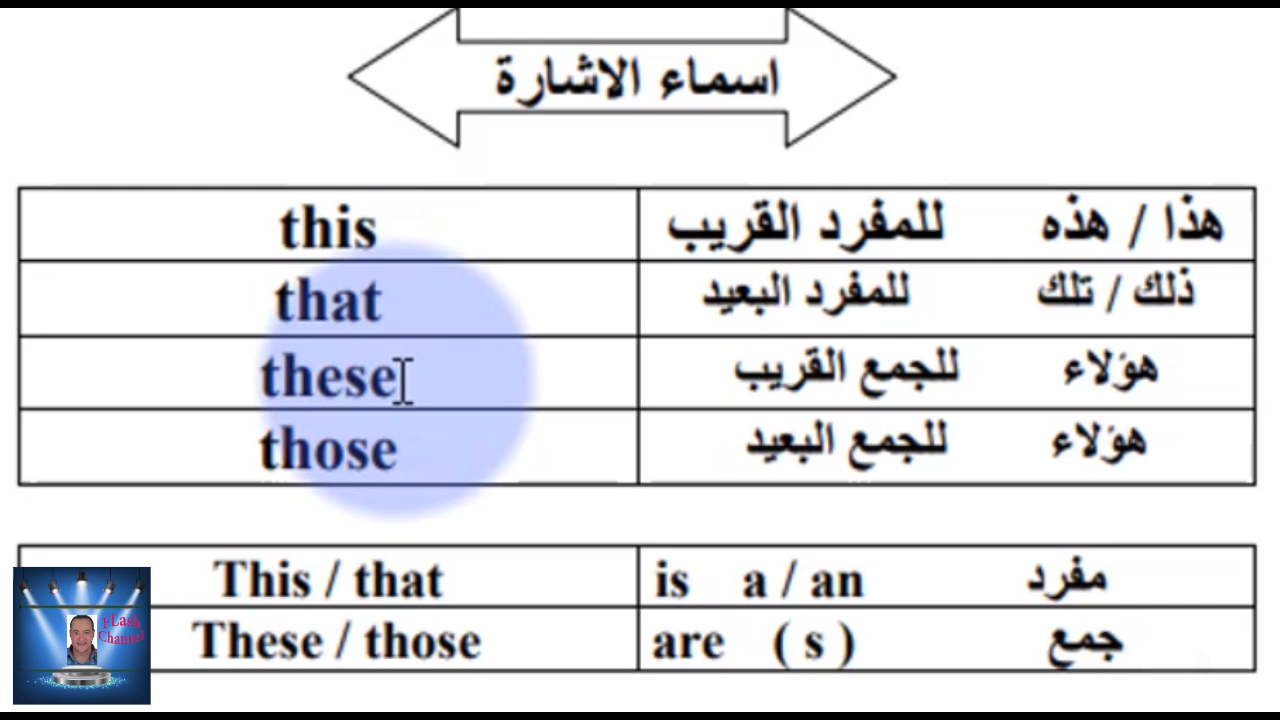 اسماء الاشارة
this هذا / هذه للمفرد القريب
that ذلك / تلك للمفرد البعيد
these هؤلاء للجمع القريب
those هؤلاء للجمع البعيد
This / that is a / an مفرد
These / those are ( s ) جمع
FLash
Channel